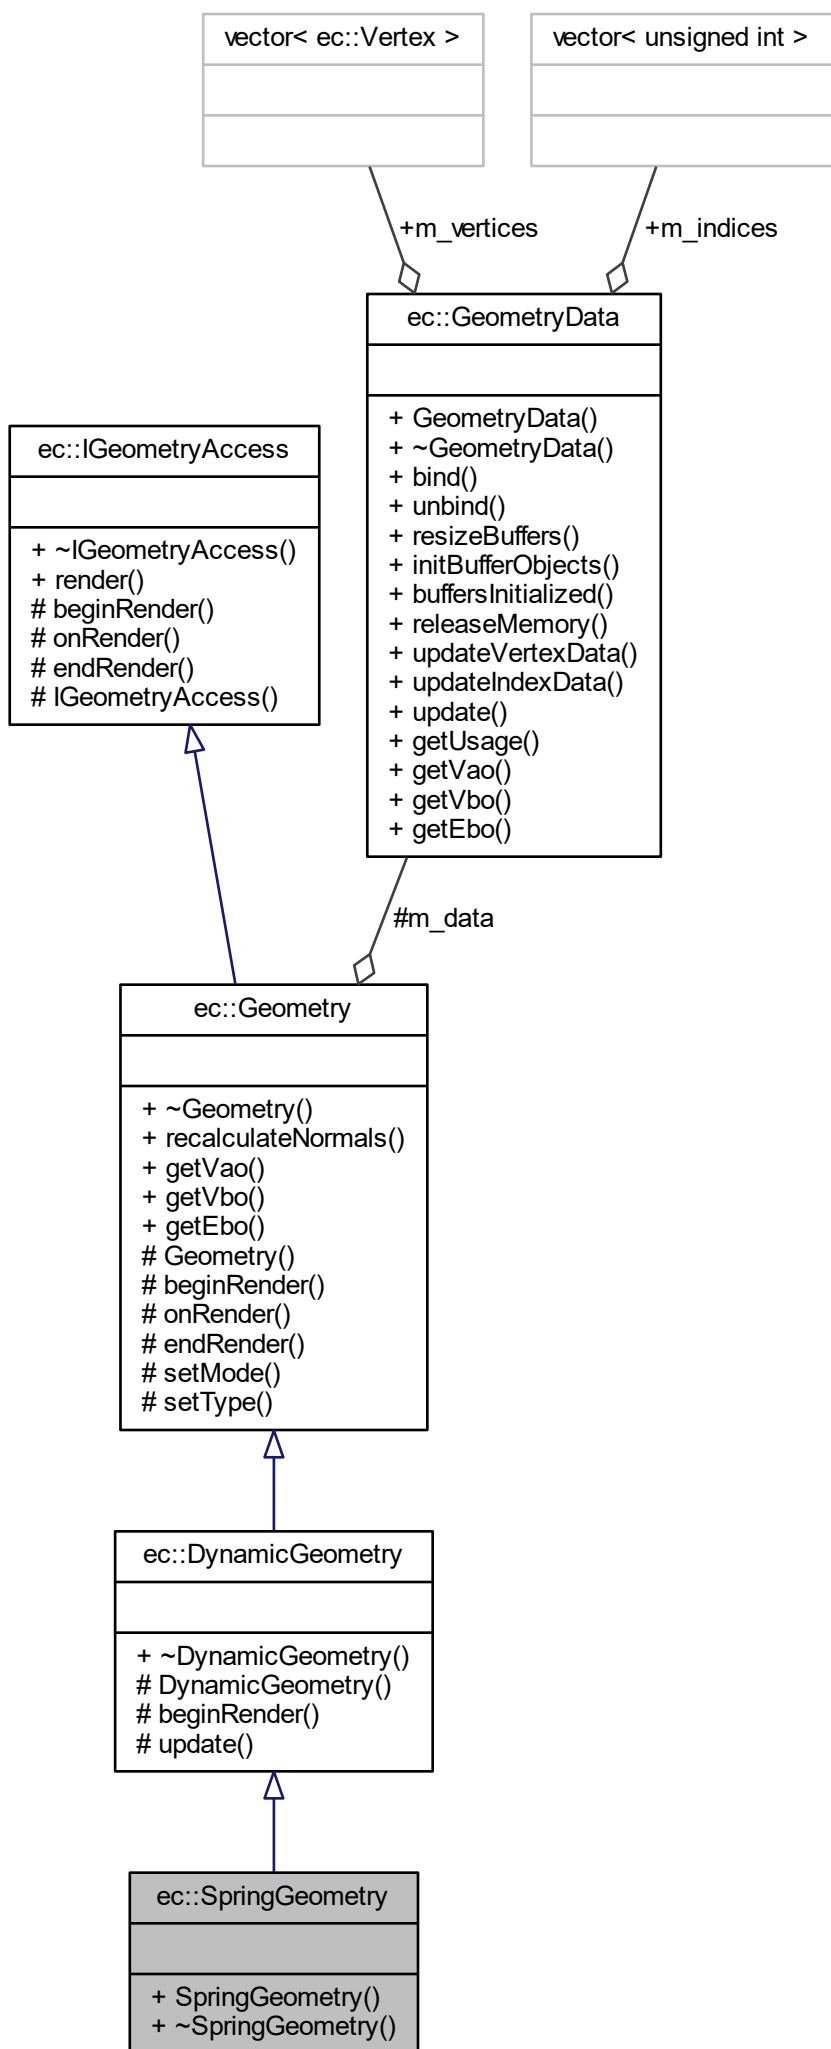 vector< ec::Vertex >
vector< unsigned int >
+m_vertices
+m_indices
ec::GeometryData
+ GeometryData()
+ ~GeometryData()
+ bind()
+ unbind()
+ resizeBuffers()
+ initBufferObjects()
+ buffersInitialized()
+ releaseMemory()
+ updateVertexData()
+ updateIndexData()
+ update()
+ getUsage()
+ getVao()
+ getVbo()
+ getEbo()
ec::IGeometryAccess
+ ~IGeometryAccess()
+ render()
# beginRender()
# onRender()
# endRender()
# IGeometryAccess()
#m_data
ec::Geometry
+ ~Geometry()
+ recalculateNormals()
+ getVao()
+ getVbo()
+ getEbo()
# Geometry()
# beginRender()
# onRender()
# endRender()
# setMode()
# setType()
ec::DynamicGeometry
+ ~DynamicGeometry()
# DynamicGeometry()
# beginRender()
# update()
ec::SpringGeometry
+ SpringGeometry()
+ ~SpringGeometry()